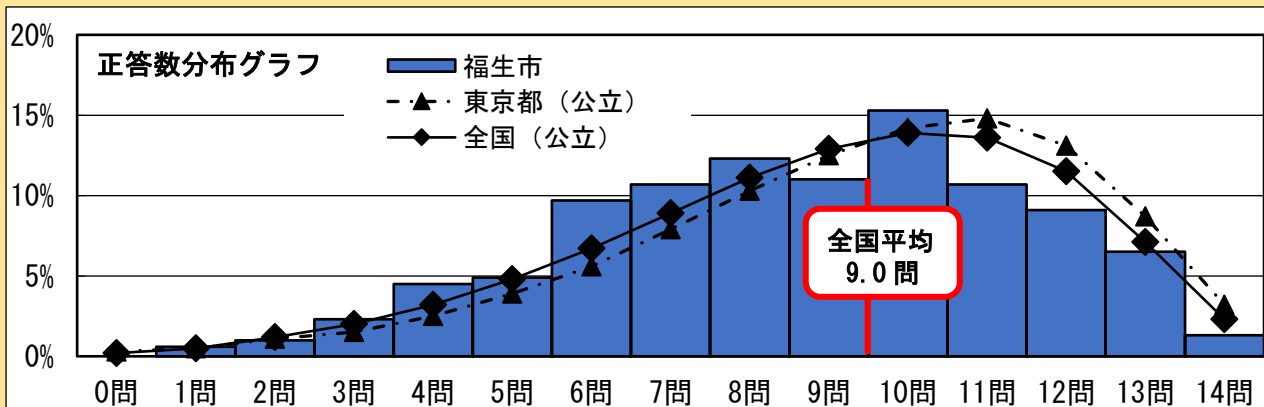 正答数分布グラフ
福生市
東京都（公立）
全国（公立）
20%
15%
10%
5%
0%
全国平均
9.0問
0問 1問 2問 3問 4問 5問 6問 7問 8問 9問 10問 11問 12問 13問 14問